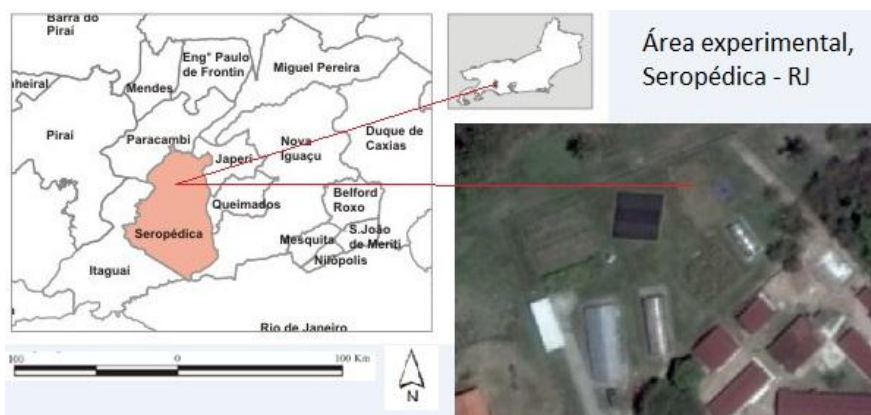 Barra do
Piraí
Engº Paulo
de Frontin
Miguel Pereira
Mendes
nheiral
Piraí
Paracambi
Japeri
Nova
Iguaçu
Duque de
Caxias
Queimados
Belford
Roxo
Seropédica
Mesquita
S.João
de Meriti
Nilópolis
Itaguaí
Rio de Janeiro
100
0
100 Km
N
Área experimental,
Seropédica - RJ